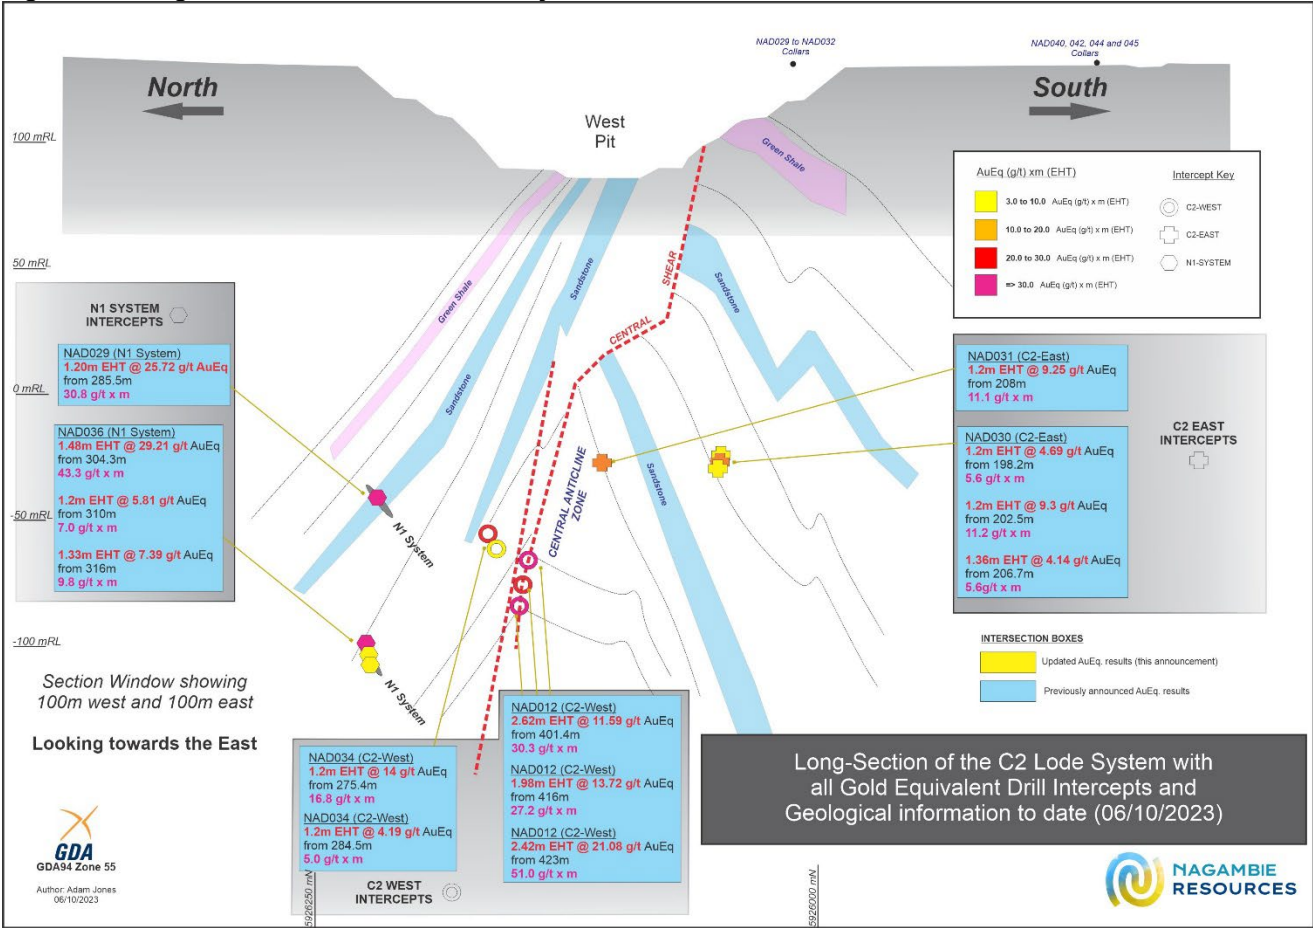 NAD029 to NAD032
Collars
NAD040, 042, 044 and 045
Collars
North
South
West
Pit
100 mRL
50 mRL
0 mRL
-50 mRL
-100 mRL
Green Shale
Green Shale
Sandstone
Sandstone
Sandstone
Sandstone
SHEAR
CENTRAL
CENTRAL ANTICLINE
ZONE
N1 System
N1 System
AuEq (g/t) xm (EHT)
3.0 to 10.0 AuEq (g/t) x m (EHT)
10.0 to 20.0 AuEq (g/t) x m (EHT)
20.0 to 30.0 AuEq (g/t) x m (EHT)
=> 30.0 AuEq (g/t) x m (EHT)
Intercept Key
C2-WEST
C2-EAST
N1-SYSTEM
N1 SYSTEM
INTERCEPTS
NAD029 (N1 System)
1.20m EHT @ 25.72 g/t AuEq
from 285.5m
30.8 g/t x m
NAD036 (N1 System)
1.48m EHT @ 29.21 g/t AuEq
from 304.3m
43.3 g/t x m
1.2m EHT @ 5.81 g/t AuEq
from 310m
7.0 g/t x m
1.33m EHT @ 7.39 g/t AuEq
from 316m
9.8 g/t x m
NAD031 (C2-East)
1.2m EHT @ 9.25 g/t AuEq
from 208m
11.1 g/t x m
NAD030 (C2-East)
1.2m EHT @ 4.69 g/t AuEq
from 198.2m
5.6 g/t x m
1.2m EHT @ 9.3 g/t AuEq
from 202.5m
11.2 g/t x m
1.36m EHT @ 4.14 g/t AuEq
from 206.7m
5.6g/t x m
C2 EAST
INTERCEPTS
INTERSECTION BOXES
Updated AuEq. results (this announcement)
Previously announced AuEq. results
Section Window showing
100m west and 100m east
Looking towards the East
NAD034 (C2-West)
1.2m EHT @ 14 g/t AuEq
from 275.4m
16.8 g/t x m
NAD034 (C2-West)
1.2m EHT @ 4.19 g/t AuEq
from 284.5m
5.0 g/t x m
NAD012 (C2-West)
2.62m EHT @ 11.59 g/t AuEq
from 401.4m
30.3 g/t x m
NAD012 (C2-West)
1.98m EHT @ 13.72 g/t AuEq
from 416m
27.2 g/t x m
NAD012 (C2-West)
2.42m EHT @ 21.08 g/t AuEq
from 423m
51.0 g/t x m
C2 WEST
INTERCEPTS
Long-Section of the C2 Lode System with
all Gold Equivalent Drill Intercepts and
Geological information to date (06/10/2023)
GDA
GDA94 Zone 55
Author: Adam Jones
06/10/2023
5926250 mN
5926000 mN
NAGAMBIE
RESOURCES